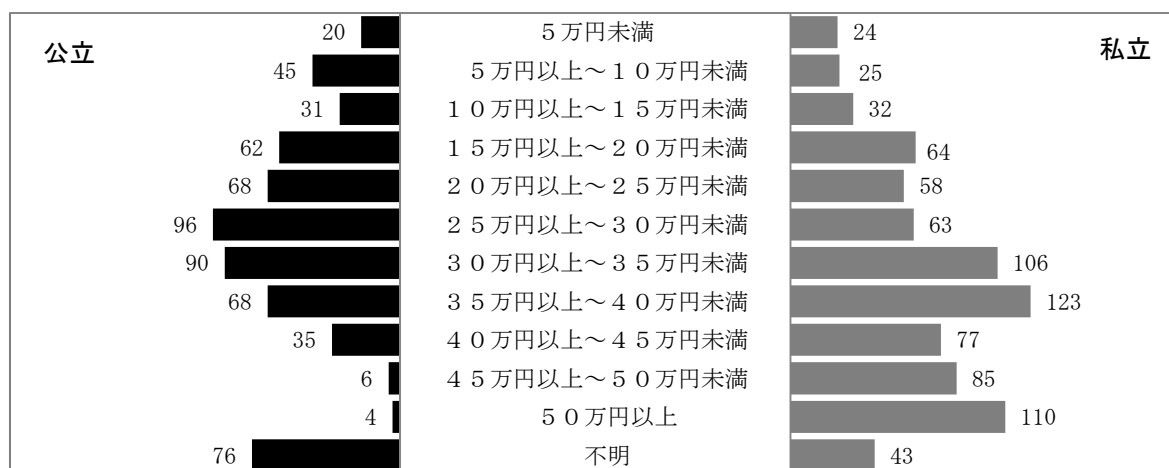 公立
私立
20 ５万円未満 24
45 ５万円以上～１０万円未満 25
31 １０万円以上～１５万円未満 32
62 １５万円以上～２０万円未満 64
68 ２０万円以上～２５万円未満 58
96 ２５万円以上～３０万円未満 63
90 ３０万円以上～３５万円未満 106
68 ３５万円以上～４０万円未満 123
35 ４０万円以上～４５万円未満 77
6 ４５万円以上～５０万円未満 85
4 ５０万円以上 110
76 不明 43